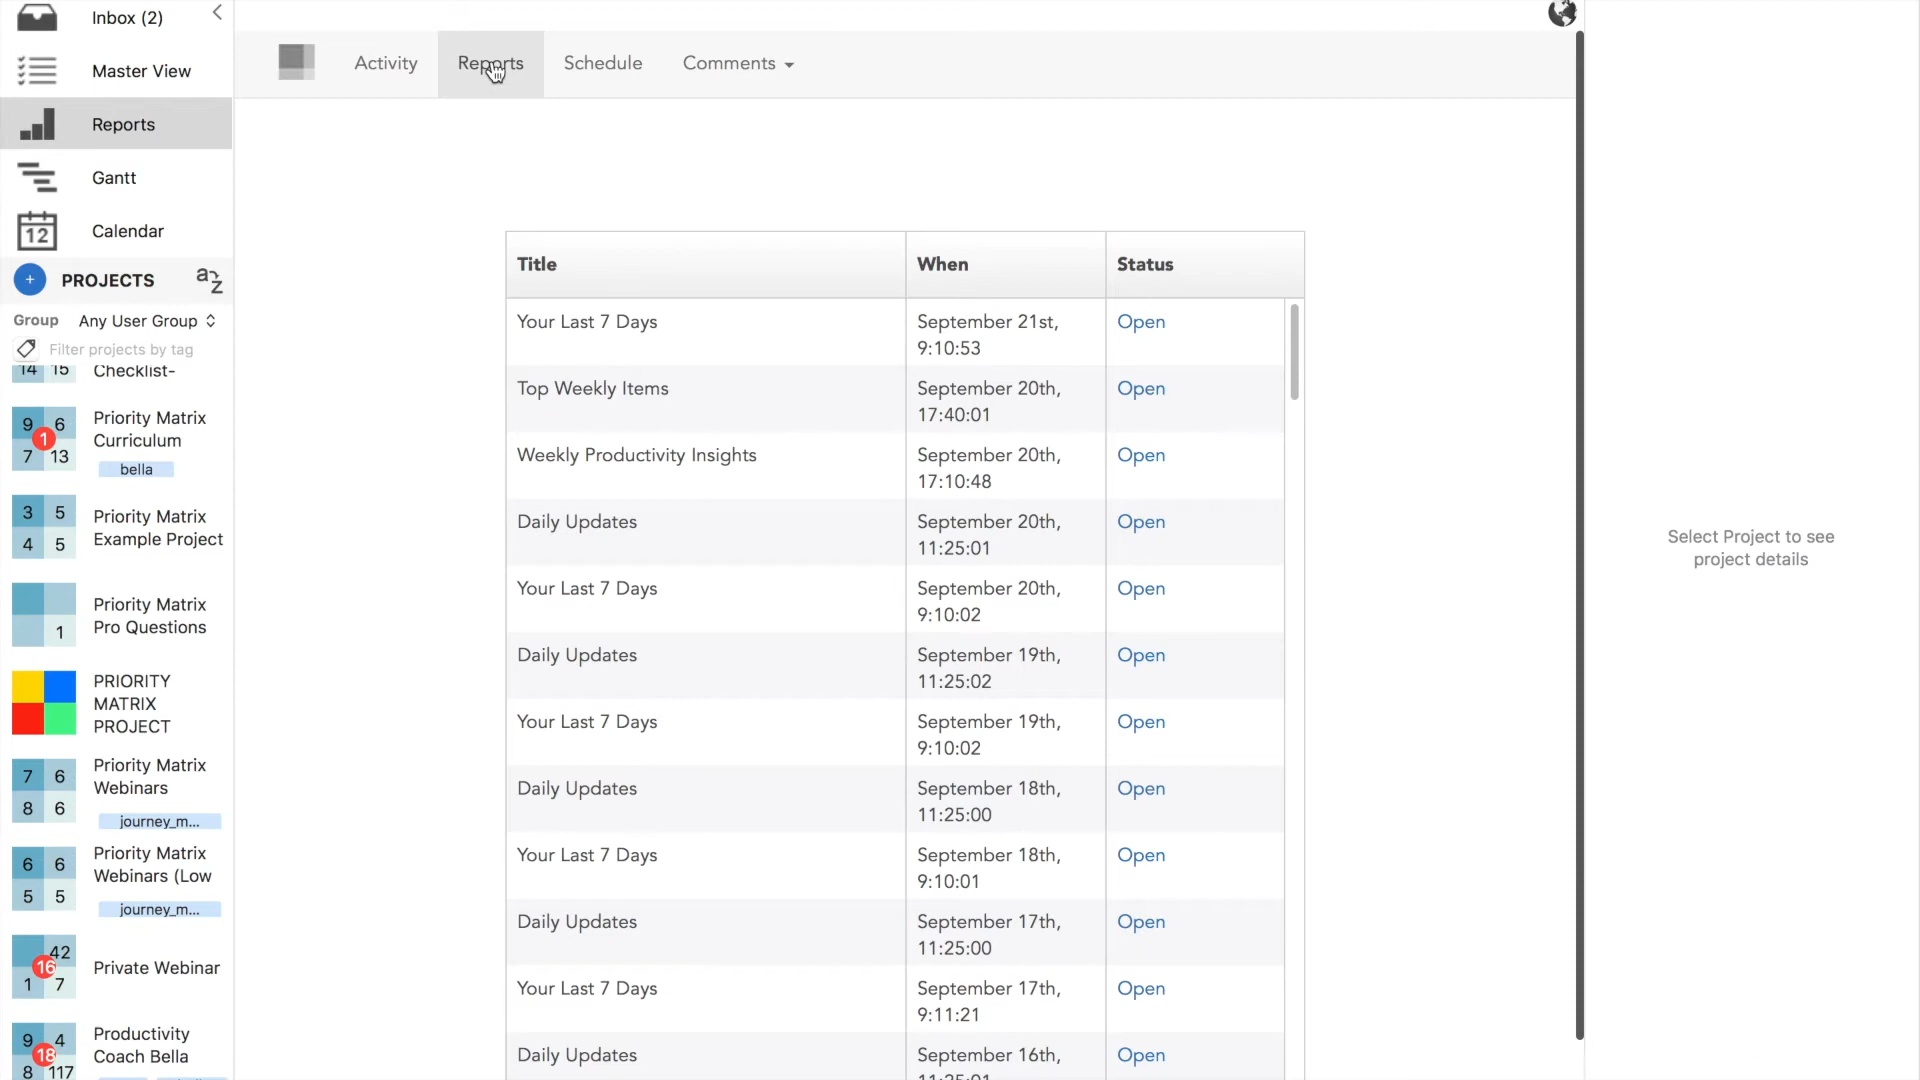 Inbox (2)
Master View
Reports
Gantt
12
Calendar
+ PROJECTS a z
Group Any User Group
Filter projects by tag
14 15 Checklist-
9 6 1 7 13
Priority Matrix
Curriculum
bella
3 5
4 5
Priority Matrix
Example Project
1
Priority Matrix
Pro Questions
PRIORITY
MATRIX
PROJECT
7 6
8 6
Priority Matrix
Webinars
journey_m...
6 6
5 5
Priority Matrix
Webinars (Low
journey_m...
42
16
1 7
Private Webinar
9 4
18
8 117
Productivity
Coach Bella
Activity Reports Schedule Comments
Title When Status
Your Last 7 Days September 21st, Open
9:10:53
Top Weekly Items September 20th, Open
17:40:01
Weekly Productivity Insights September 20th, Open
17:10:48
Daily Updates September 20th, Open
11:25:01
Your Last 7 Days September 20th, Open
9:10:02
Daily Updates September 19th, Open
11:25:02
Your Last 7 Days September 19th, Open
9:10:02
Daily Updates September 18th, Open
11:25:00
Your Last 7 Days September 18th, Open
9:10:01
Daily Updates September 17th, Open
11:25:00
Your Last 7 Days September 17th, Open
9:11:21
Daily Updates September 16th, Open
Select Project to see
project details